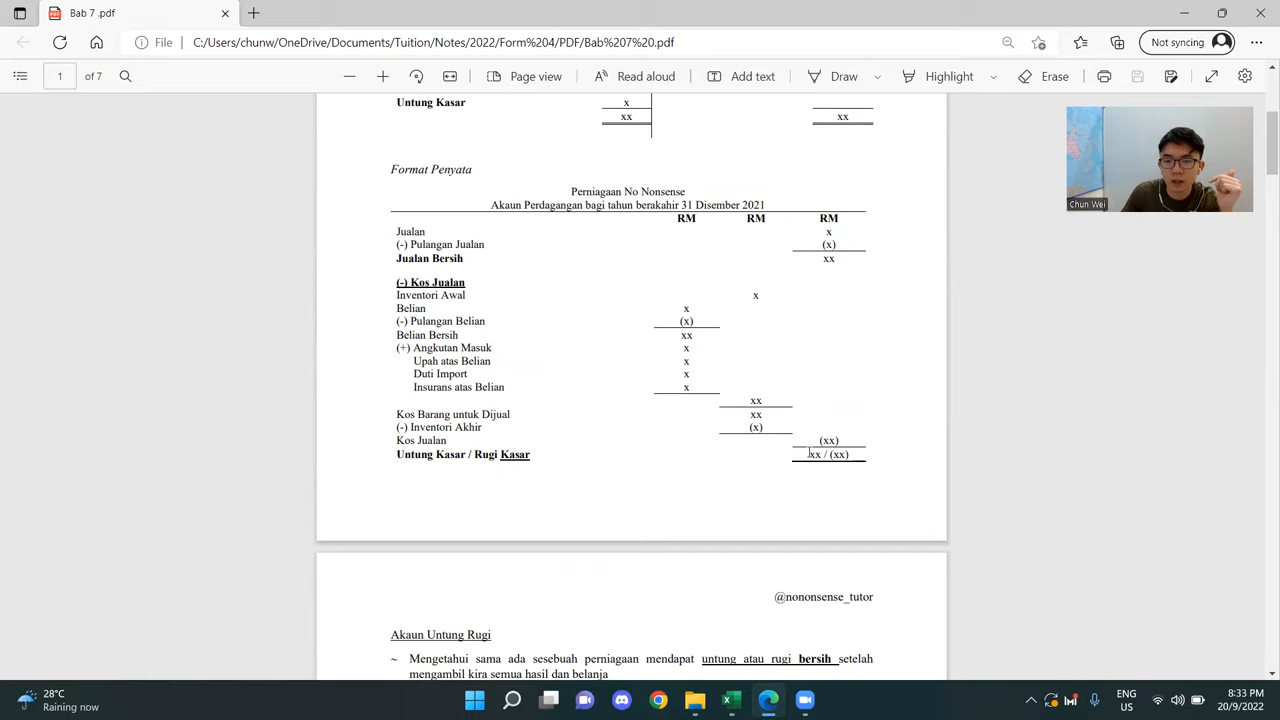 Bab 7 .pdf
File C:/Users/chunw/OneDrive/Documents/Tuition/Notes/2022/Form%204/PDF/Bab%207%20.pdf Not syncing
1 of 7 Page view Read aloud Add text Draw Highlight Erase
Untung Kasar x
xx xx
Format Penyata
Perniagaan No Nonsense
Akaun Perdagangan bagi tahun berakahir 31 Disember 2021
RM RM RM
Jualan x
(-) Pulangan Jualan (x)
Jualan Bersih xx
(-) Kos Jualan
Inventori Awal x
Belian x
(-) Pulangan Belian (x)
Belian Bersih xx
(+) Angkutan Masuk x
Upah atas Belian x
Duti Import x
Insurans atas Belian x
xx
Kos Barang untuk Dijual xx
(-) Inventori Akhir (x)
Kos Jualan (xx)
Untung Kasar / Rugi Kasar xx / (xx)
Chun Wei
@nononsense_tutor
Akaun Untung Rugi
~ Mengetahui sama ada sesebuah perniagaan mendapat untung atau rugi bersih setelah
mengambil kira semua hasil dan belanja
28°C
Raining now
ENG
US
8:33 PM
20/9/2022